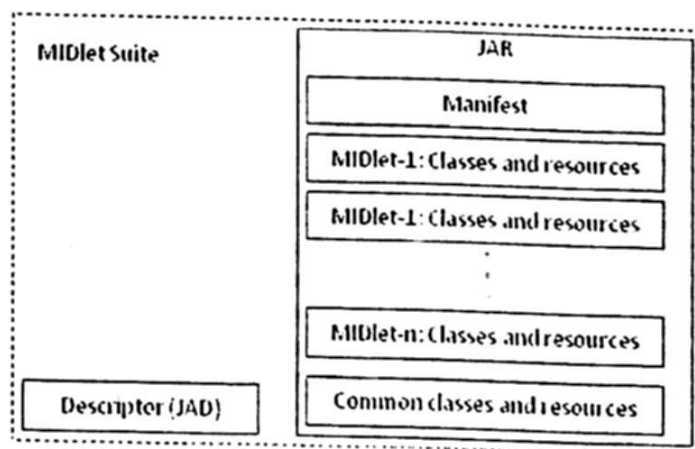 MIDlet Suite
JAR
Manifest
MIDlet-1: Classes and resources
MIDlet-1: Classes and resources
MIDlet-n: Classes and resources
Common classes and resources
Descriptor (JAD)